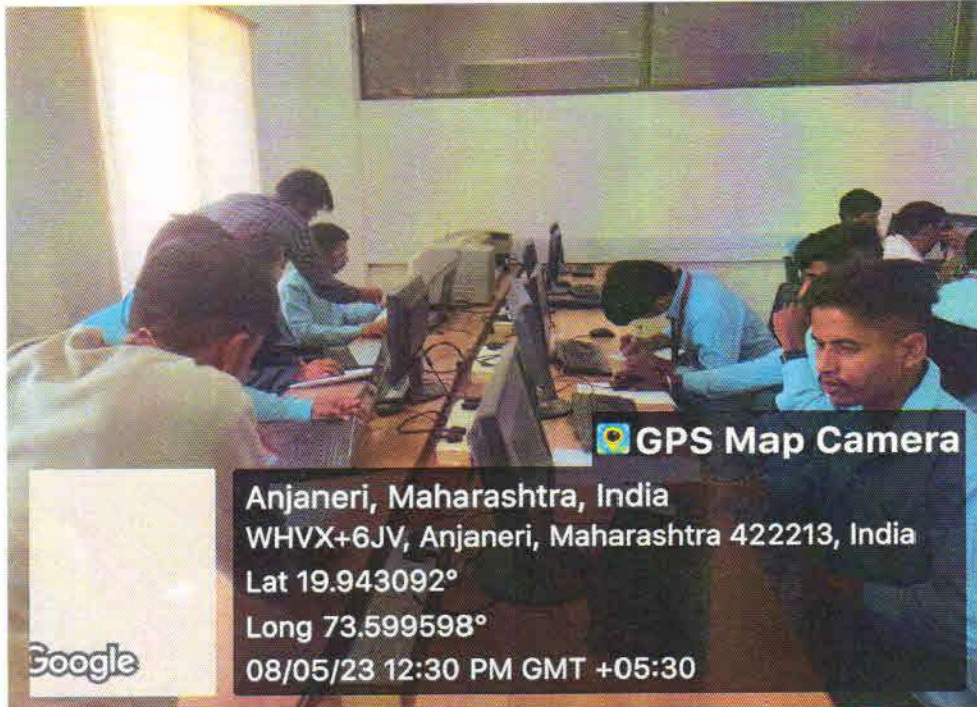 GPS Map Camera
Anjaneri, Maharashtra, India
WHVX+6JV, Anjaneri, Maharashtra 422213, India
Lat 19.943092°
Long 73.599598°
08/05/23 12:30 PM GMT +05:30
Google